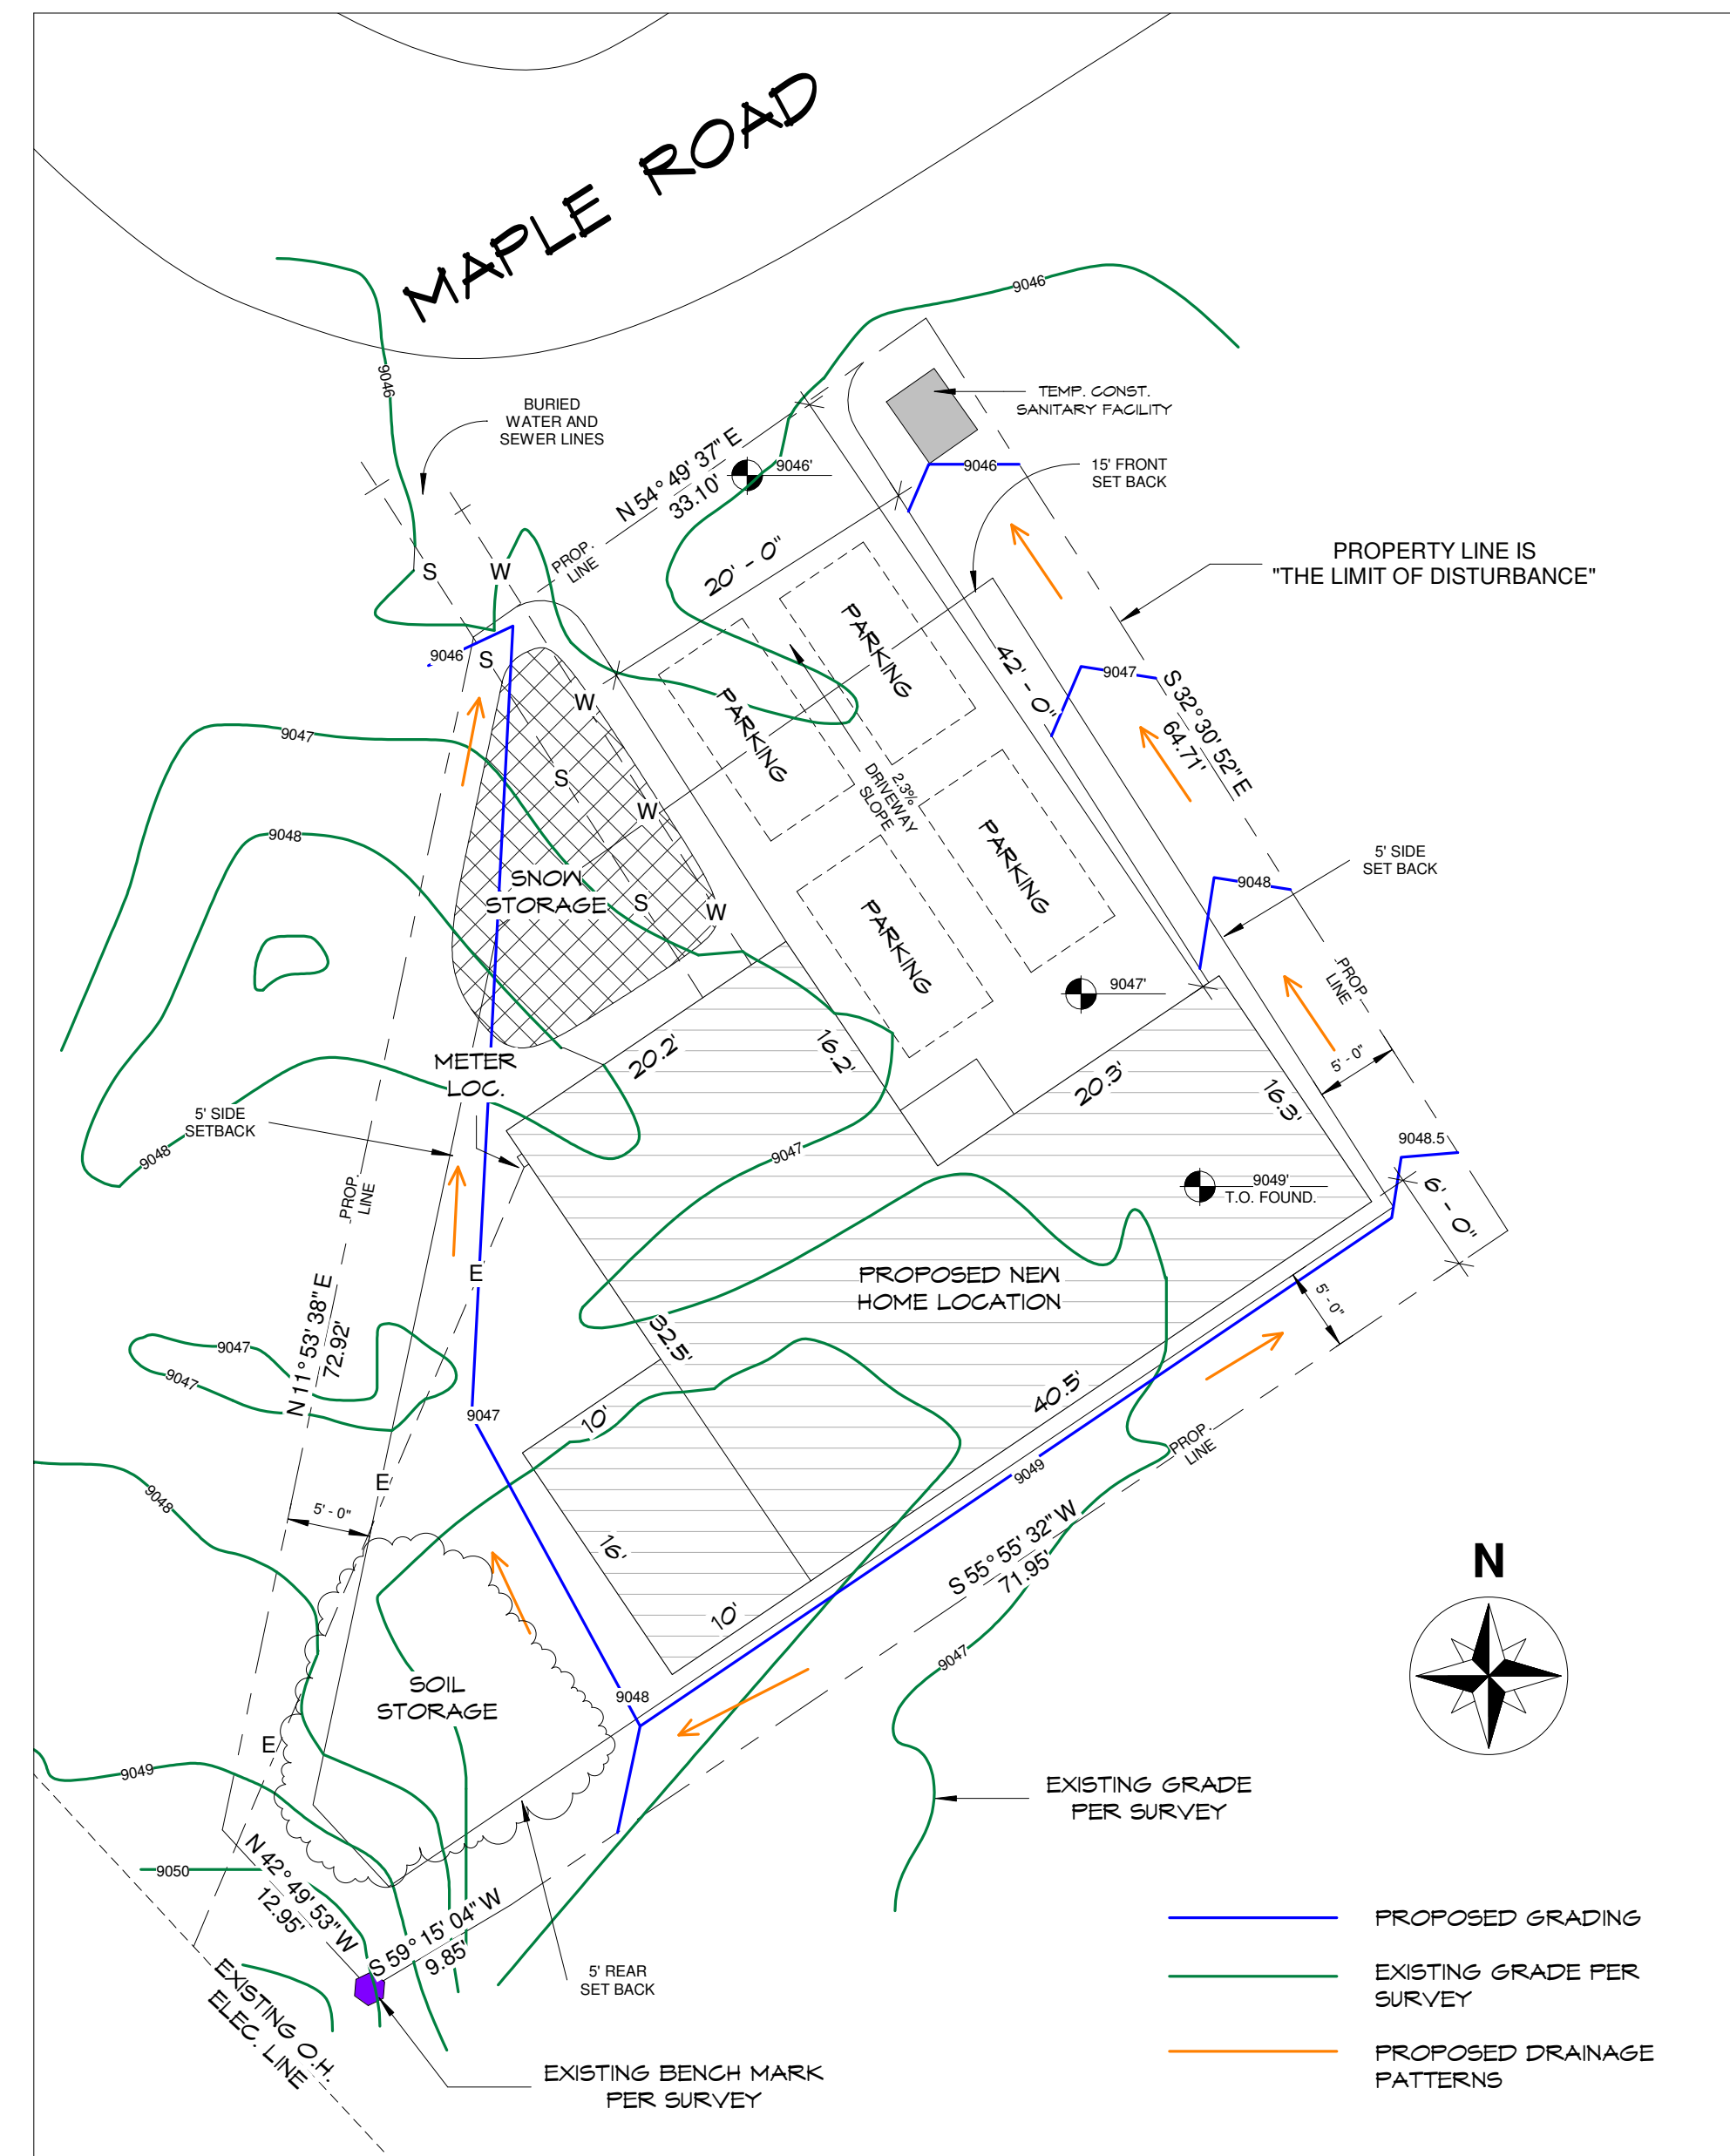 MAPLE ROAD
9046
9046
BURIED
WATER AND
SEWER LINES
TEMP. CONST.
SANITARY FACILITY
N 54° 49' 37" E
33.10'
9046'
9046
15' FRONT
SET BACK
PROP.
LINE
20' - 0"
PROPERTY LINE IS
"THE LIMIT OF DISTURBANCE"
S
W
9046
S
W
PARKING
PARKING
42' - 0"
9047
S 32° 30' 52" E
64.71'
9047
S
2.3%
DRIVEWAY
SLOPE
W
9048
PARKING
5' SIDE
SET BACK
SNOW
STORAGE
S
W
PARKING
9048
9047'
PROP
LINE
METER
LOC.
20.2'
16.2'
20.3'
16.3'
5' - 0"
5' SIDE
SETBACK
9048
9047
9048.5
PROP.
LINE
9049'
T.O. FOUND.
6' - 0"
E
PROPOSED NEW
HOME LOCATION
5' - 0"
N 11° 53' 38" E
72.92'
9047
9047
32.5'
9047
10'
40.5'
PROP.
LINE
E
9048
5' - 0"
9049
S 55° 55' 32" W
71.95'
N
16'
10'
9047
SOIL
STORAGE
9048
E
9049
EXISTING GRADE
PER SURVEY
9050
N 42° 49' 53" W
12.95'
S 59° 15' 04" W
9.85'
5' REAR
SET BACK
EXISTING O.H.
ELEC. LINE
EXISTING BENCH MARK
PER SURVEY
PROPOSED GRADING
EXISTING GRADE PER
SURVEY
PROPOSED DRAINAGE
PATTERNS